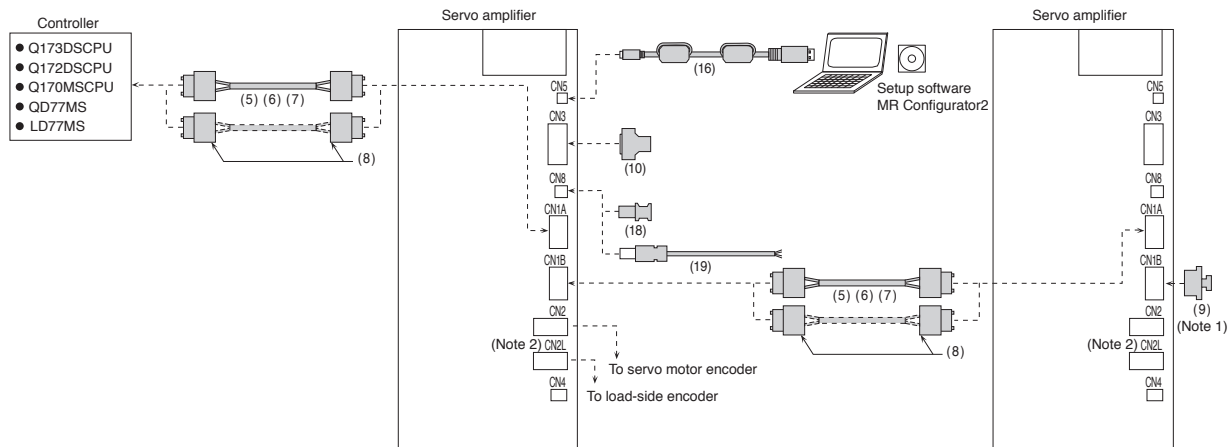 Controller
● Q173DSCPU
● Q172DSCPU
● Q170MSCPU
● QD77MS
● LD77MS
(5) (6) (7)
(8)
Servo amplifier
CN5
CN3
CN8
CN1A
CN1B
CN2
(Note 2) CN2L
CN4
(16)
Setup software
MR Configurator2
(10)
(18)
(19)
(5) (6) (7)
(8)
To servo motor encoder
To load-side encoder
Servo amplifier
CN5
CN3
CN8
CN1A
CN1B
CN2
(Note 2) CN2L
CN4
(9)
(Note 1)